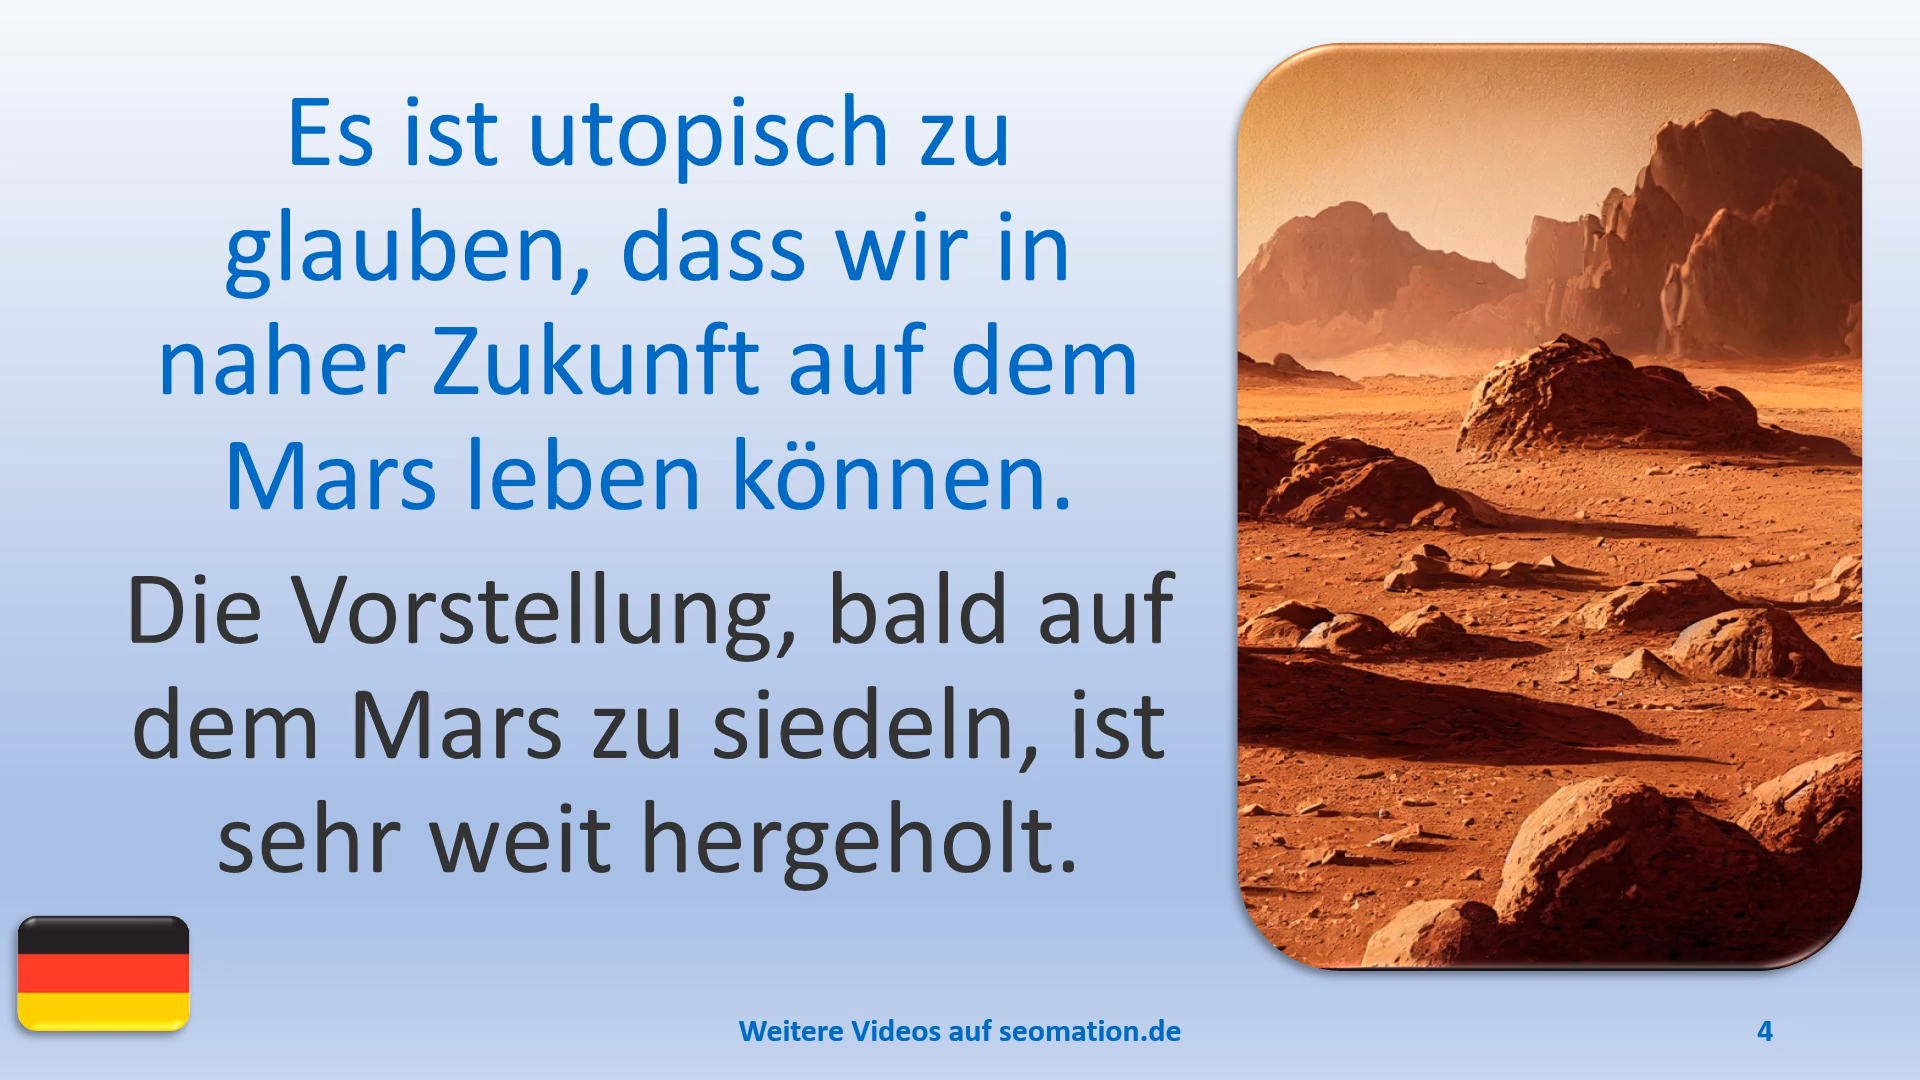 Es ist utopisch zu
glauben, dass wir in
naher Zukunft auf dem
Mars leben können.
Die Vorstellung, bald auf
dem Mars zu siedeln, ist
sehr weit hergeholt.
Weitere Videos auf seomation.de
4